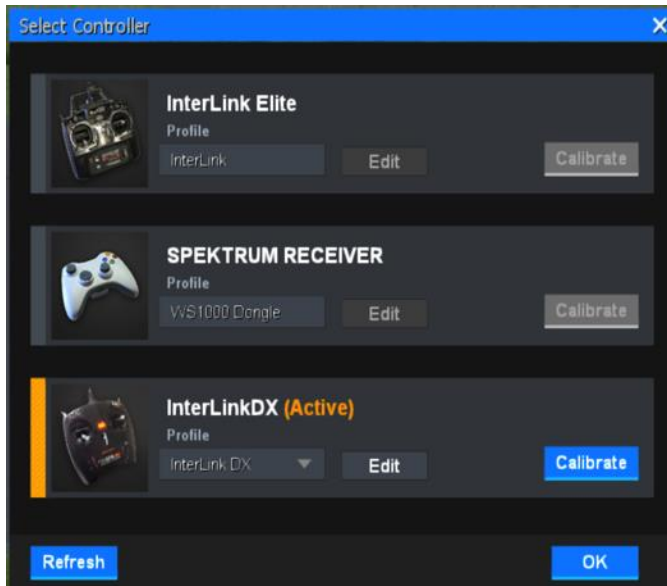 Select Controller
InterLink Elite
Profile
InterLink
Edit
Calibrate
SPEKTRUM RECEIVER
Profile
WS1000 Dongle
Edit
Calibrate
InterLinkDX (Active)
Profile
InterLink DX
Edit
Calibrate
Refresh
OK